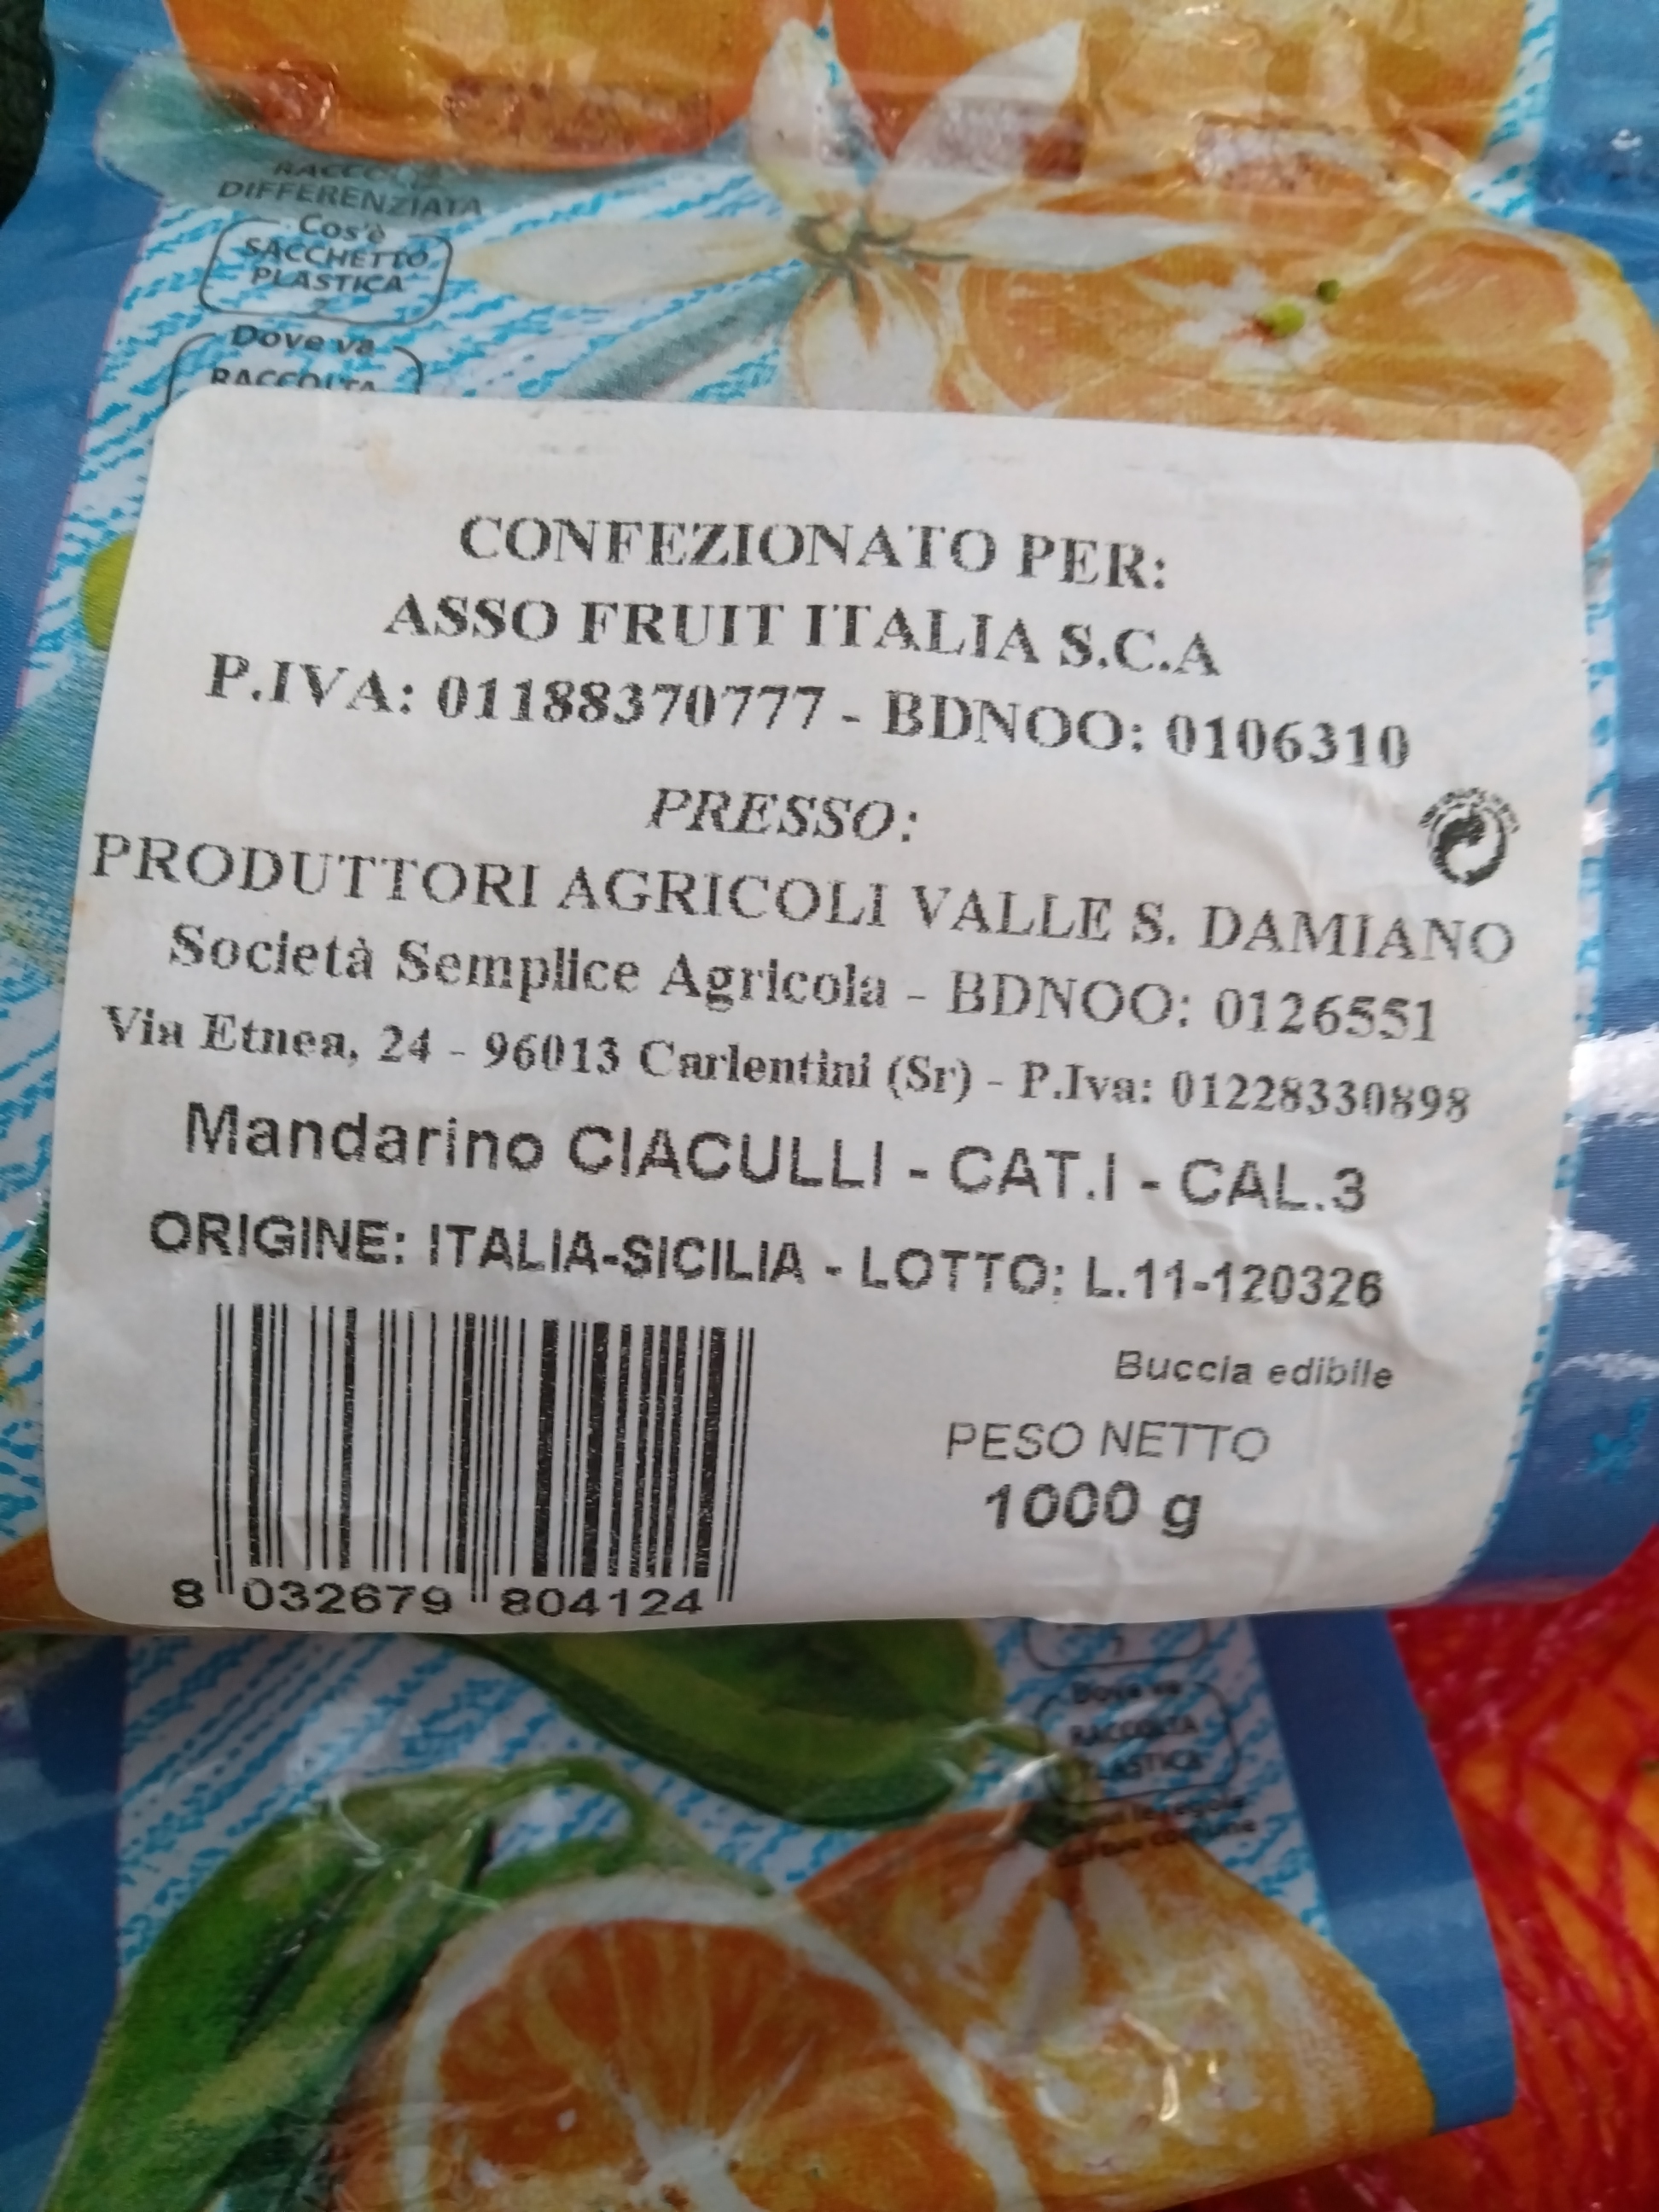 RACCOLTA
DIFFERENZIATA
Cos'è
SACCHETTO
PLASTICA
Dove va
RACCOLTA
CONFEZIONATO PER:
ASSO FRUIT ITALIA S.C.A
P.IVA: 01188370777 - BDNOO: 0106310
PRESSO:
PRODUTTORI AGRICOLI VALLE S. DAMIANO
Società Semplice Agricola - BDNOO: 0126551
Via Etnea, 24 - 96013 Carlentini (Sr) - P.Iva: 01228330898
Mandarino CIACULLI - CAT.I - CAL.3
ORIGINE: ITALIA-SICILIA - LOTTO: L.11-120326
Buccia edibile
PESO NETTO
1000 g
8 032679 804124
Dove va
RACCOLTA
PLASTICA